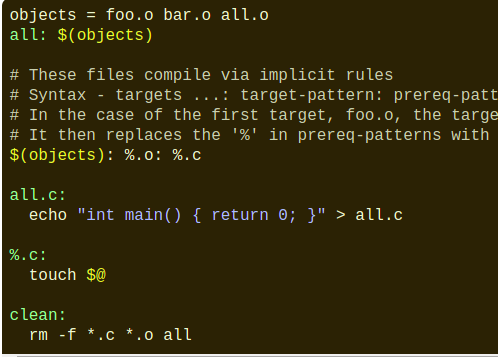 objects = foo.o bar.o all.o
all: $(objects)
# These files compile via implicit rules
# Syntax - targets ...: target-pattern: prereq-patt
# In the case of the first target, foo.o, the targe
# It then replaces the '%' in prereq-patterns with
$(objects): %.o: %.c
all.c:
echo "int main() { return 0; }" > all.c
%.c:
touch $@
clean:
rm -f *.c *.o all